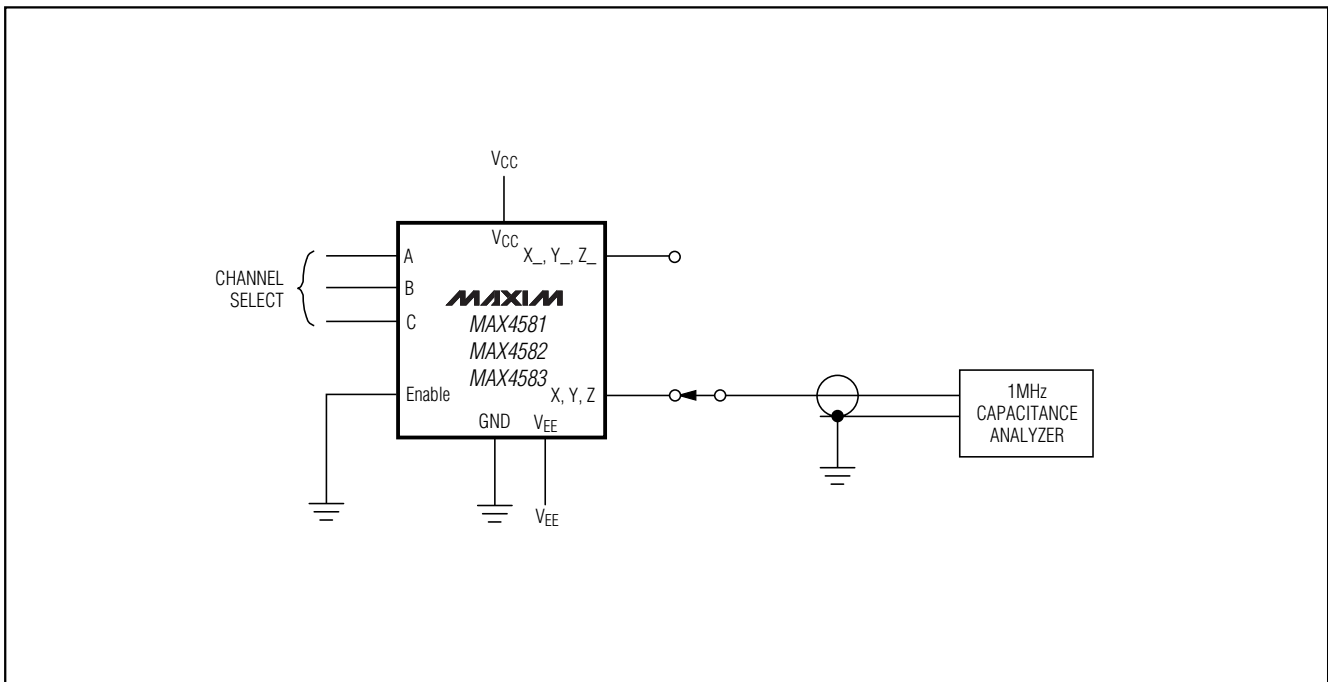 VCC
VCC
X_, Y_, Z_
A
CHANNEL
SELECT
B
C
MAXIM
MAX4581
MAX4582
MAX4583
Enable
X, Y, Z
GND
VEE
VEE
1MHz
CAPACITANCE
ANALYZER